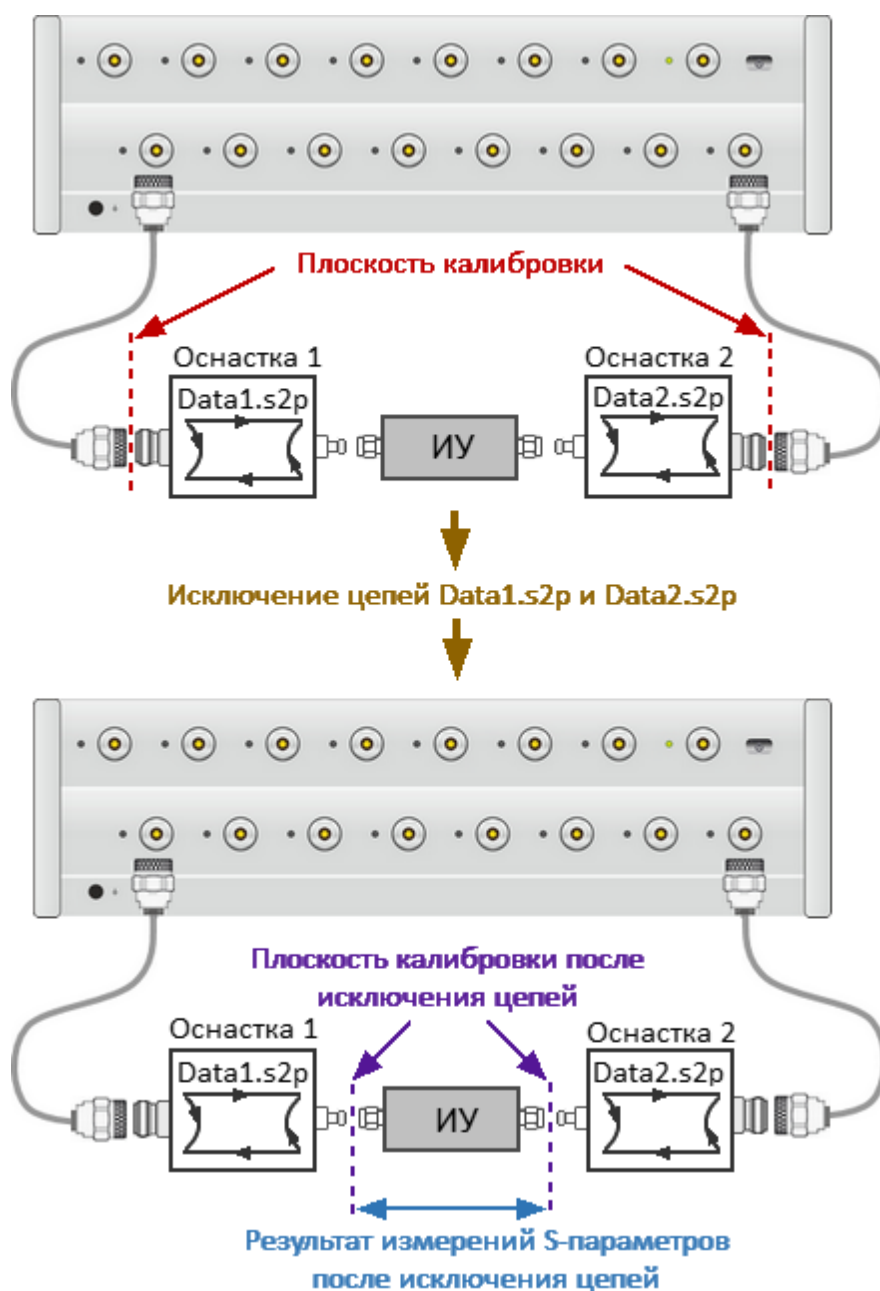 Плоскость калибровки
Оснастка 1
Оснастка 2
Data1.s2p
Data2.s2p
ИУ
Исключение цепей Data1.s2p и Data2.s2p
Плоскость калибровки после
исключения цепей
Оснастка 1
Оснастка 2
Data1.s2p
Data2.s2p
ИУ
Результат измерений S-параметров
после исключения цепей